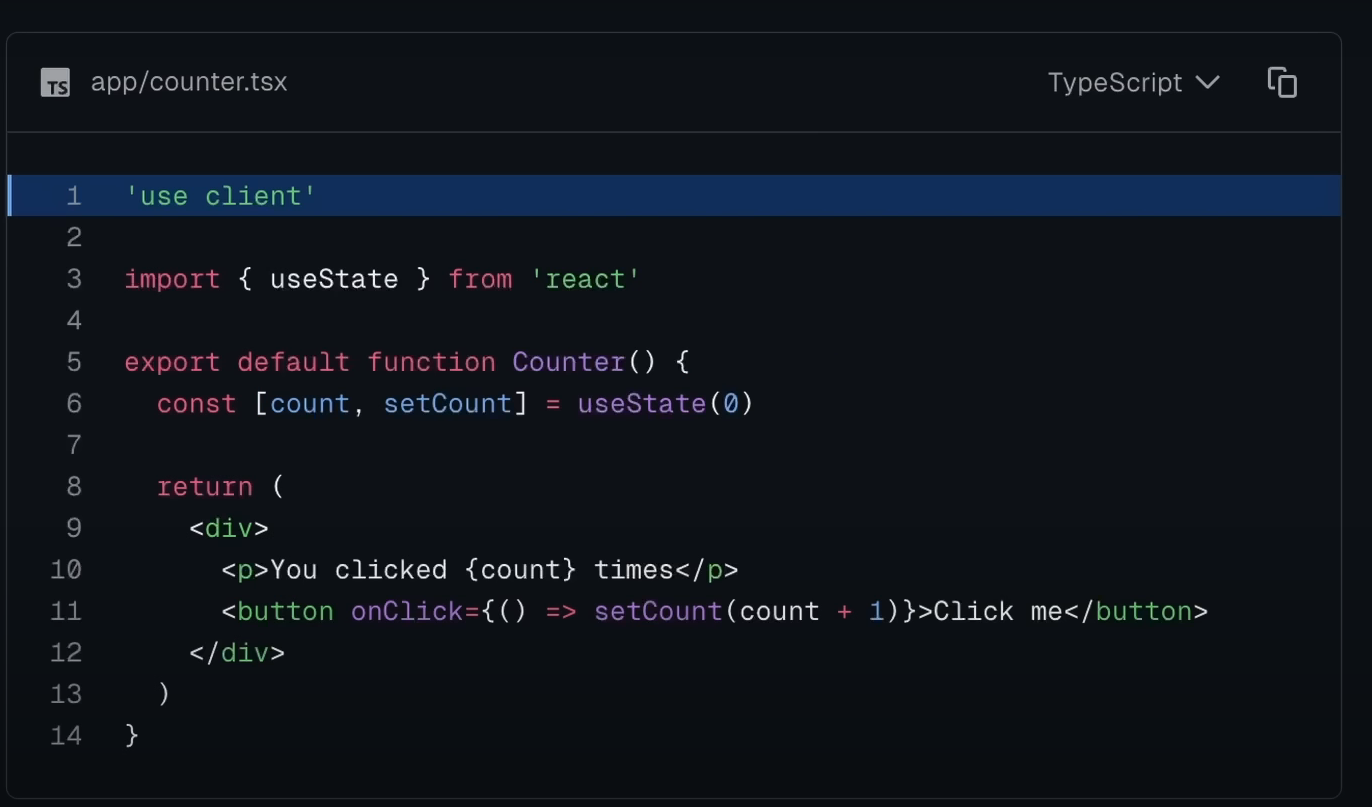 TS app/counter.tsx TypeScript
1 'use client'
2
3 import { useState } from 'react'
4
5 export default function Counter() {
6   const [count, setCount] = useState(0)
7
8   return (
9     <div>
10       <p>You clicked {count} times</p>
11       <button onClick={() => setCount(count + 1)}>Click me</button>
12     </div>
13   )
14 }